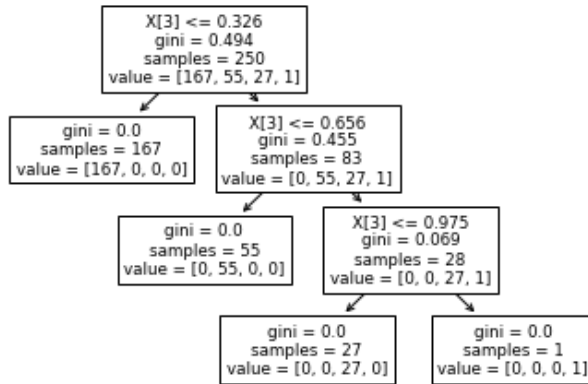 X[3] <= 0.326
gini = 0.494
samples = 250
value = [167, 55, 27, 1]
gini = 0.0
samples = 167
value = [167, 0, 0, 0]
X[3] <= 0.656
gini = 0.455
samples = 83
value = [0, 55, 27, 1]
gini = 0.0
samples = 55
value = [0, 55, 0, 0]
X[3] <= 0.975
gini = 0.069
samples = 28
value = [0, 0, 27, 1]
gini = 0.0
samples = 27
value = [0, 0, 27, 0]
gini = 0.0
samples = 1
value = [0, 0, 0, 1]